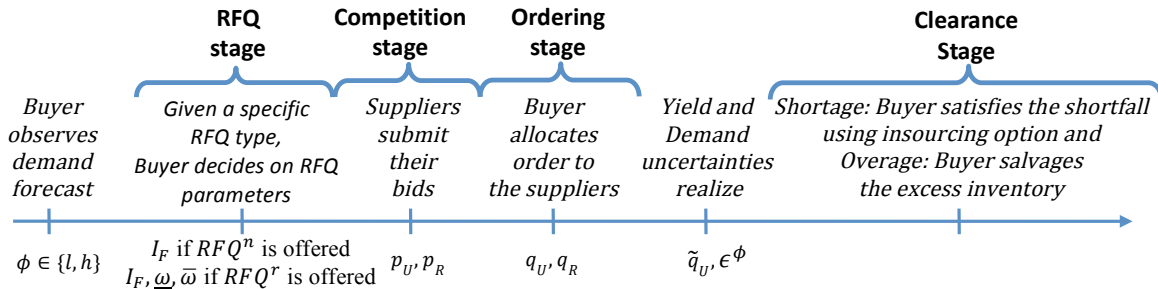 RFQ
stage
Competition
stage
Ordering
stage
Clearance
Stage
Buyer
observes
demand
forecast
Given a specific
RFQ type,
Buyer decides on RFQ
parameters
Suppliers
submit
their
bids
Buyer
allocates
order to
the suppliers
Yield and
Demand
uncertainties
realize
Shortage: Buyer satisfies the shortfall
using insourcing option and
Overage: Buyer salvages
the excess inventory
ϕ ∈ {l, h}
I_F if RFQ^n is offered
I_F, \underline{ω}, \overline{ω} if RFQ^r is offered
p_U, p_R
q_U, q_R
\tilde{q}_U, ϵ^ϕ